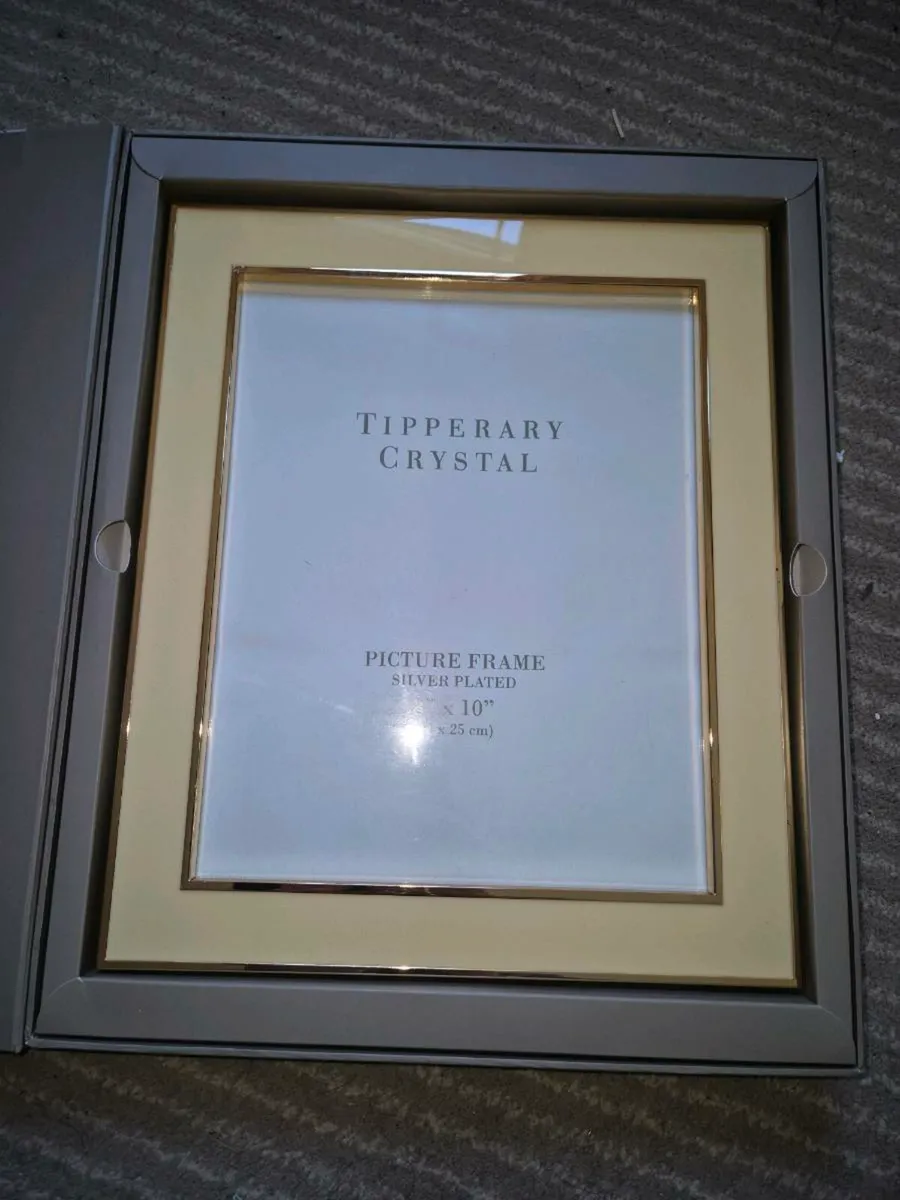 TIPPERARY
CRYSTAL
PICTURE FRAME
SILVER PLATED
x 10”
x 25 cm)